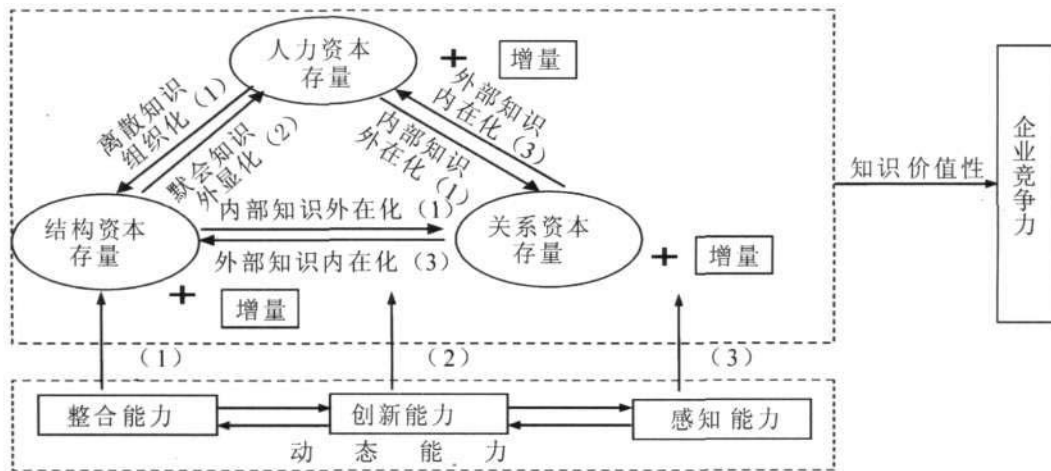 人力资本
存量
增量
离散知识
组织化（1）
默会知识
外显化（2）
外部知识
内在化（3）
内部知识
外在化（1）
结构资本
存量
内部知识外在化（1）
外部知识内在化（3）
关系资本
存量
增量
增量
知识价值性
企业竞争力
（1）
（2）
（3）
整合能力
创新能力
感知能力
动态能力